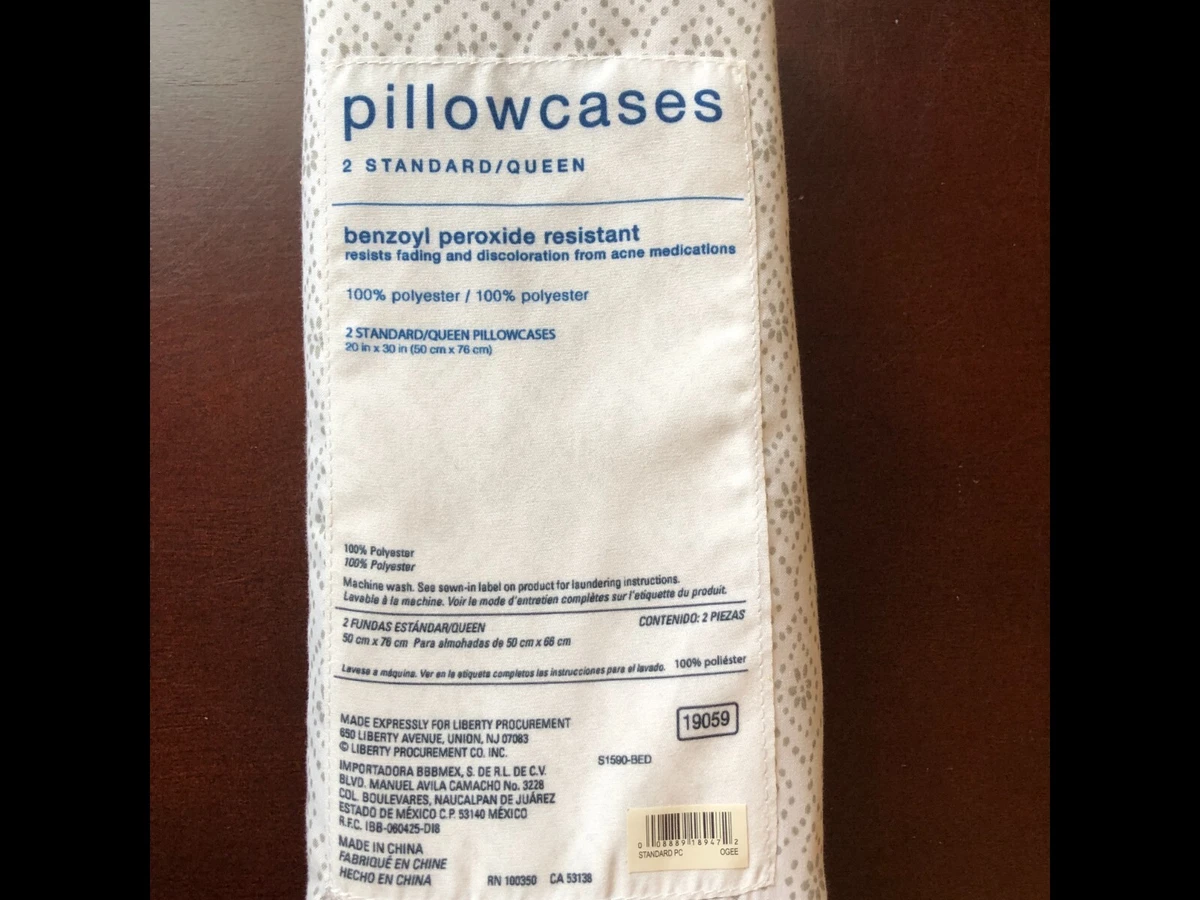 pillowcases
2 STANDARD/QUEEN
benzoyl peroxide resistant
resists fading and discoloration from acne medications
100% polyester / 100% polyester
2 STANDARD/QUEEN PILLOWCASES
20 in x 30 in (50 cm x 76 cm)
100% Polyester
100% Polyester
Machine wash. See sewn-in label on product for laundering instructions.
Lavable à la machine. Voir le mode d'entretien complètes sur l'etiquette du produit.
2 FUNDAS ESTÁNDAR/QUEEN CONTENIDO: 2 PIEZAS
50 cm x 76 cm Para almohadas de 50 cm x 66 cm
Lavese a máquina. Ver en la etiqueta completas las instrucciones para el lavado. 100% poliéster
19059
MADE EXPRESSLY FOR LIBERTY PROCUREMENT
650 LIBERTY AVENUE, UNION, NJ 07083
© LIBERTY PROCUREMENT CO. INC.
S1590-BED
IMPORTADORA BBBMEX, S. DE R.L. DE C.V.
BLVD. MANUEL AVILA CAMACHO No. 3228
COL. BOULEVARES, NAUCALPAN DE JUÁREZ
ESTADO DE MÉXICO C.P. 53140 MÉXICO
R.F.C. IBB-060425-DI8
0 08889 18947 2
STANDARD PC OGEE
MADE IN CHINA
FABRIQUÉ EN CHINE
HECHO EN CHINA RN 100350 CA 53138